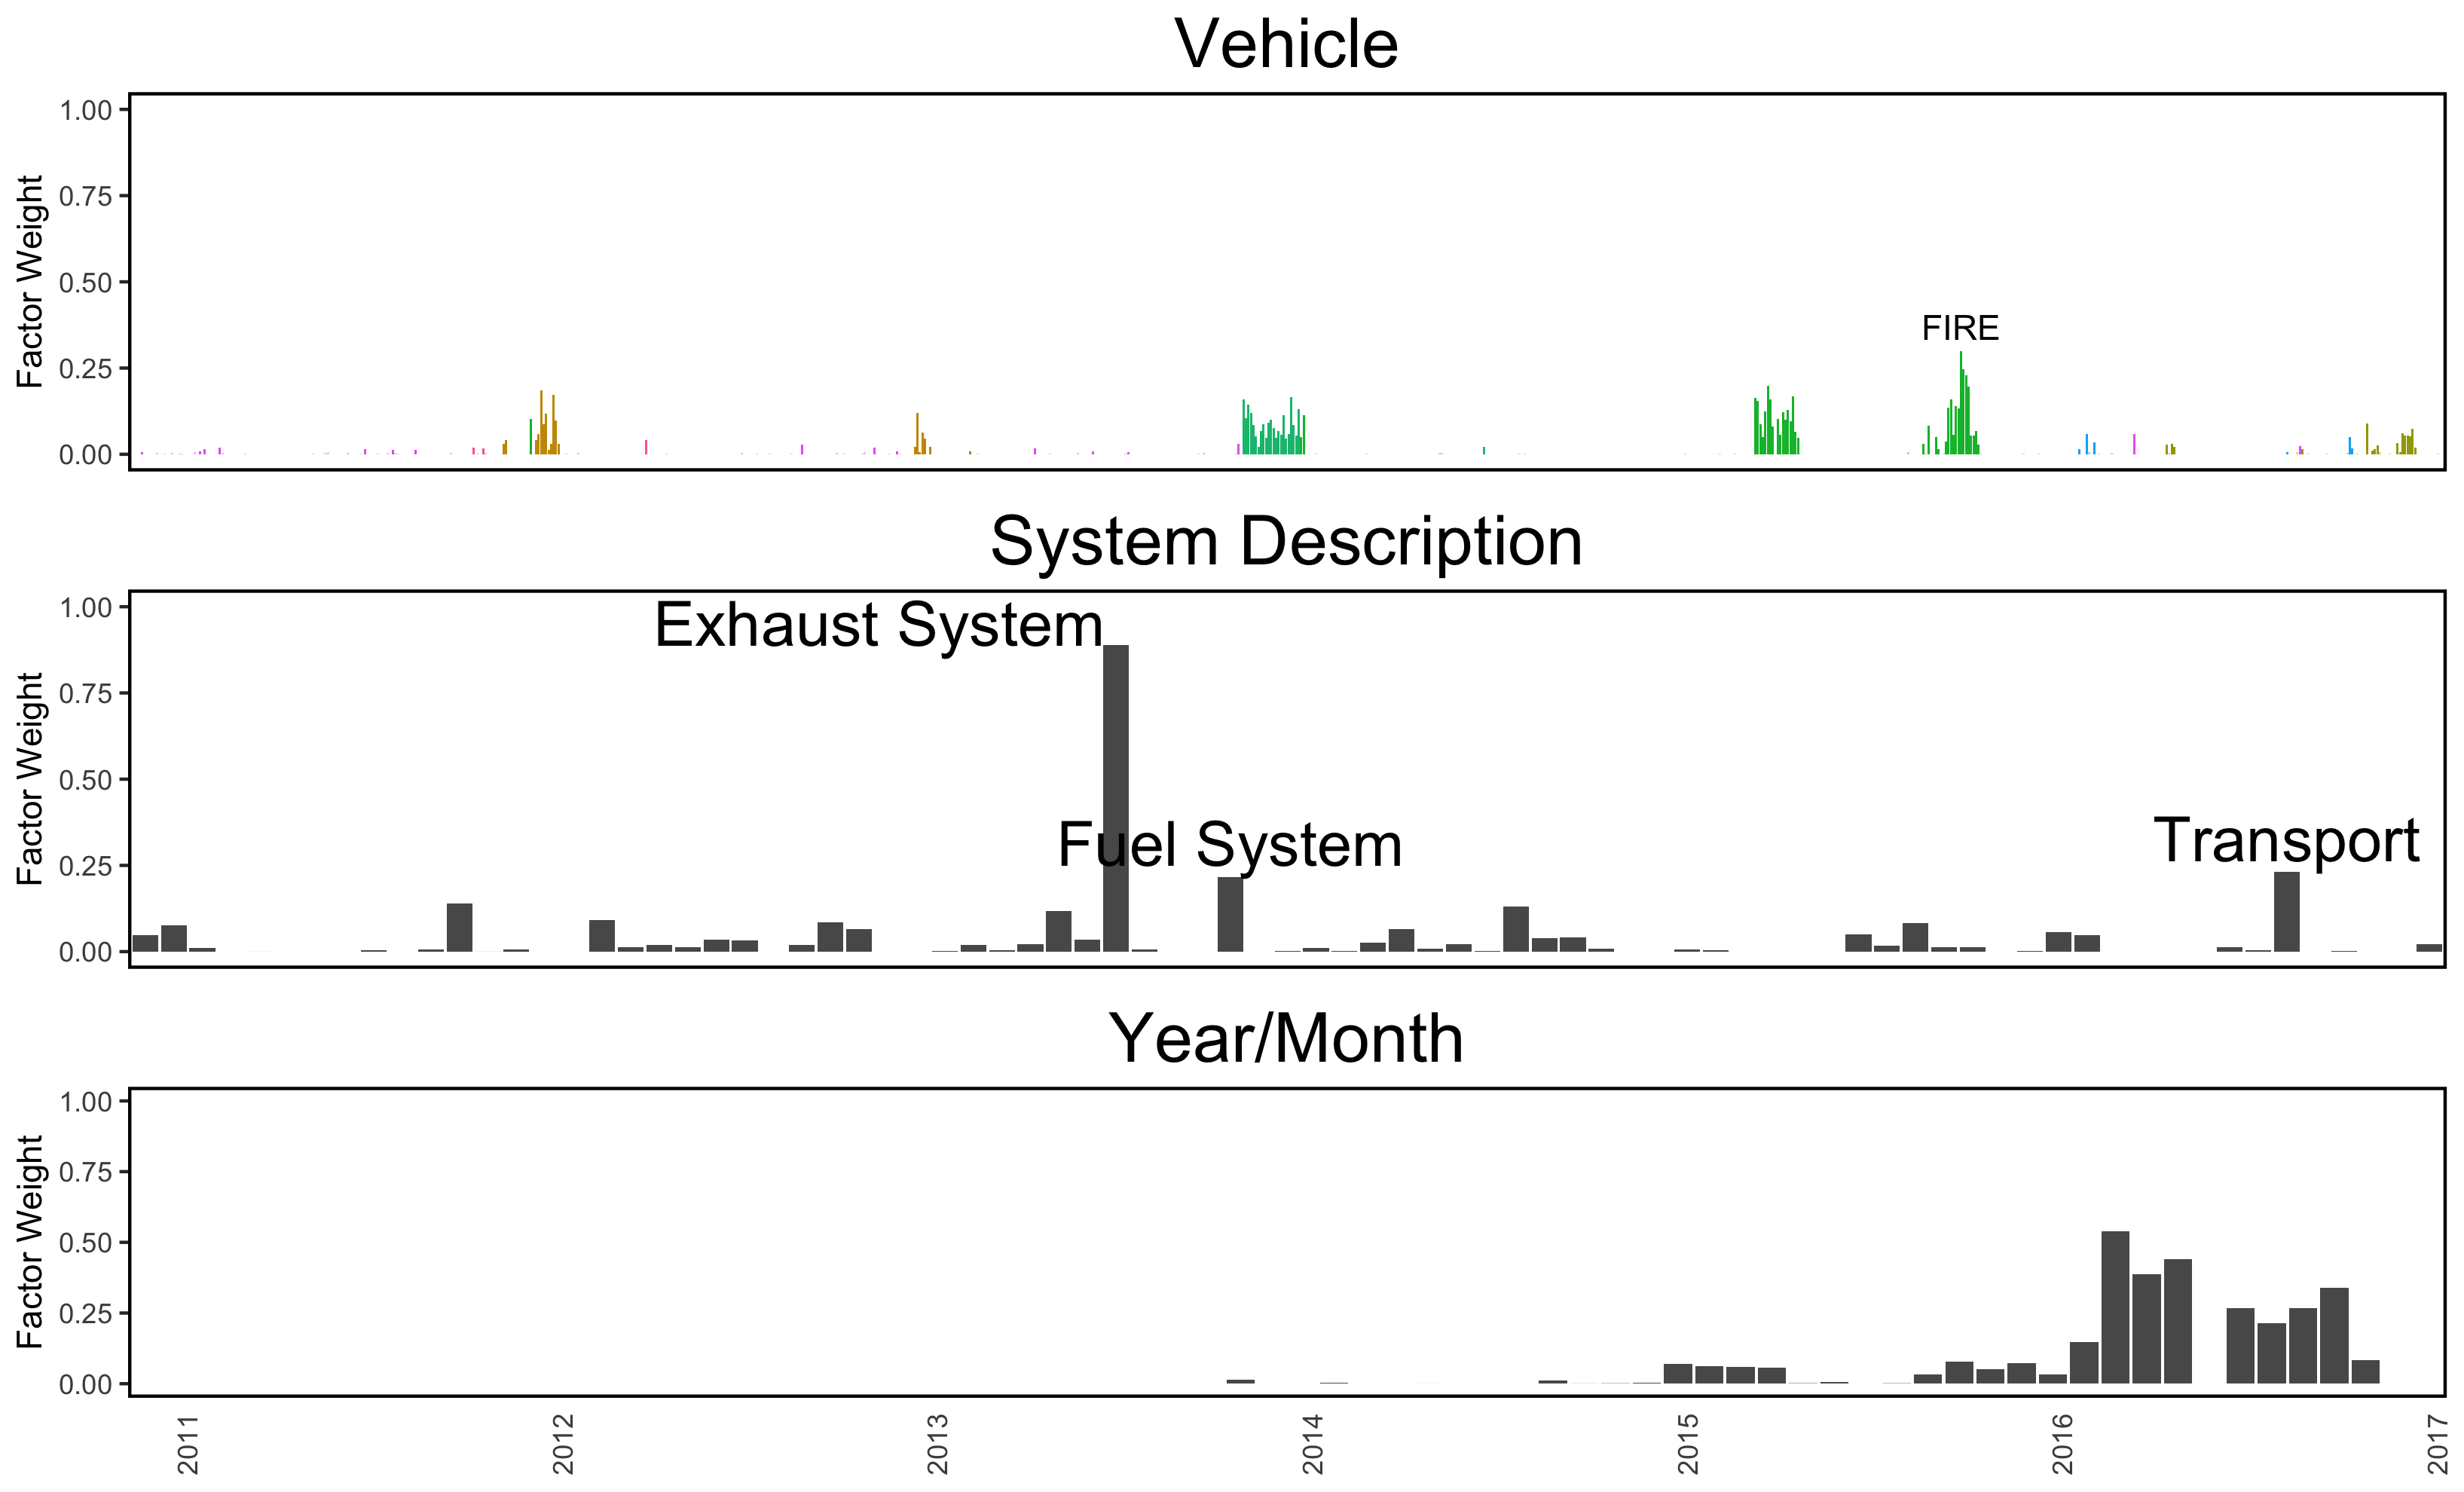 Vehicle
Factor Weight
1.00
0.75
0.50
0.25
0.00
FIRE
System Description
Factor Weight
1.00
0.75
0.50
0.25
0.00
Exhaust System
Fuel System
Transport
Year/Month
Factor Weight
1.00
0.75
0.50
0.25
0.00
2011 2012 2013 2014 2015 2016 2017